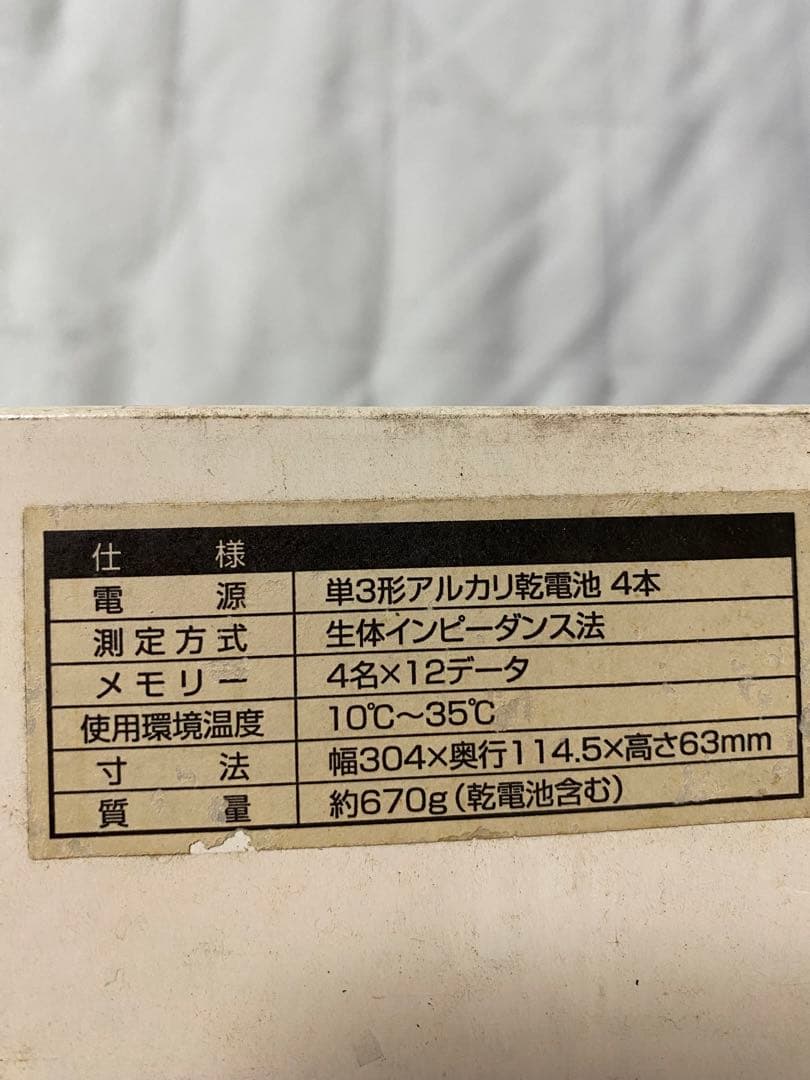 仕様
電源 単3形アルカリ乾電池 4本
測定方式 生体インピーダンス法
メモリー 4名×12データ
使用環境温度 10℃~35℃
寸法 幅304×奥行114.5×高さ63mm
質量 約670g(乾電池含む)